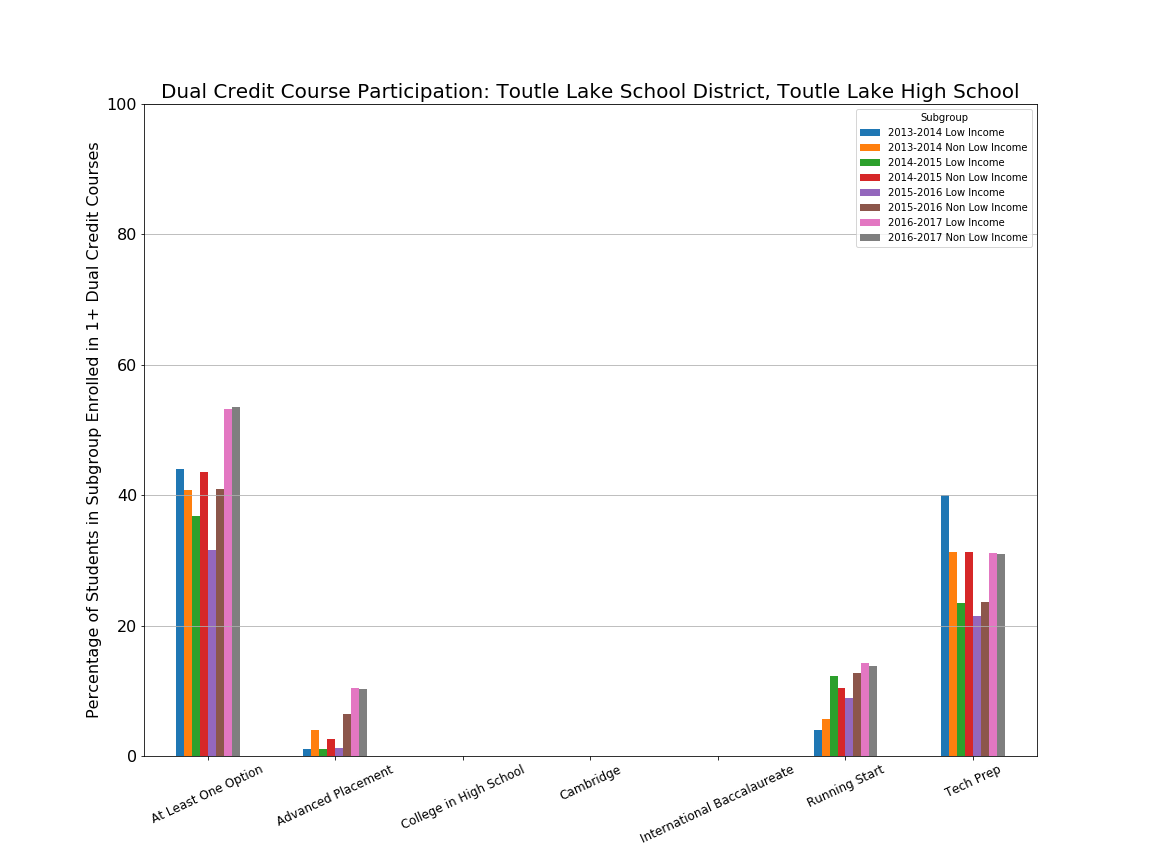 Dual Credit Course Participation: Toutle Lake School District, Toutle Lake High School
Percentage of Students in Subgroup Enrolled in 1+ Dual Credit Courses
100
80
60
40
20
0
Subgroup
2013-2014 Low Income
2013-2014 Non Low Income
2014-2015 Low Income
2014-2015 Non Low Income
2015-2016 Low Income
2015-2016 Non Low Income
2016-2017 Low Income
2016-2017 Non Low Income
At Least One Option
Advanced Placement
College in High School
Cambridge
International Baccalaureate
Running Start
Tech Prep